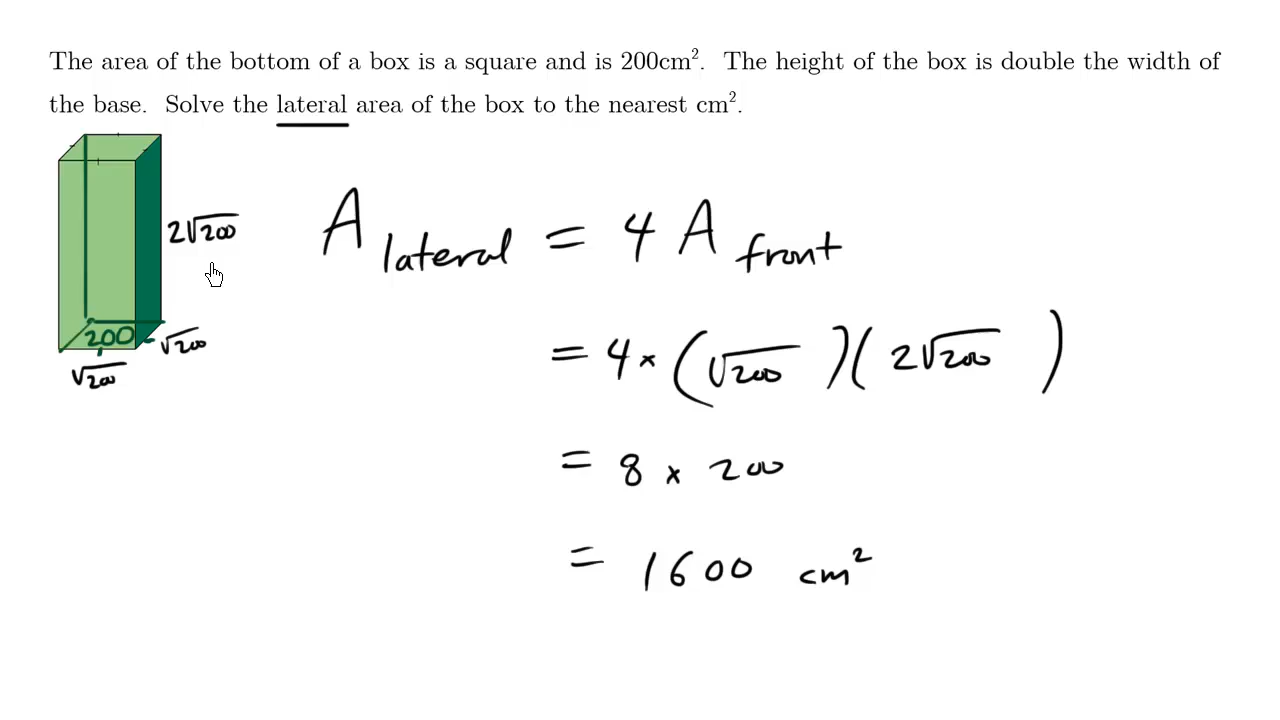 The area of the bottom of a box is a square and is 200cm². The height of the box is double the width of
the base. Solve the lateral area of the box to the nearest cm².
2√200
200
√200
√200
A lateral = 4 A front
= 4 × (√200)(2√200)
= 8 × 200
= 1600 cm²